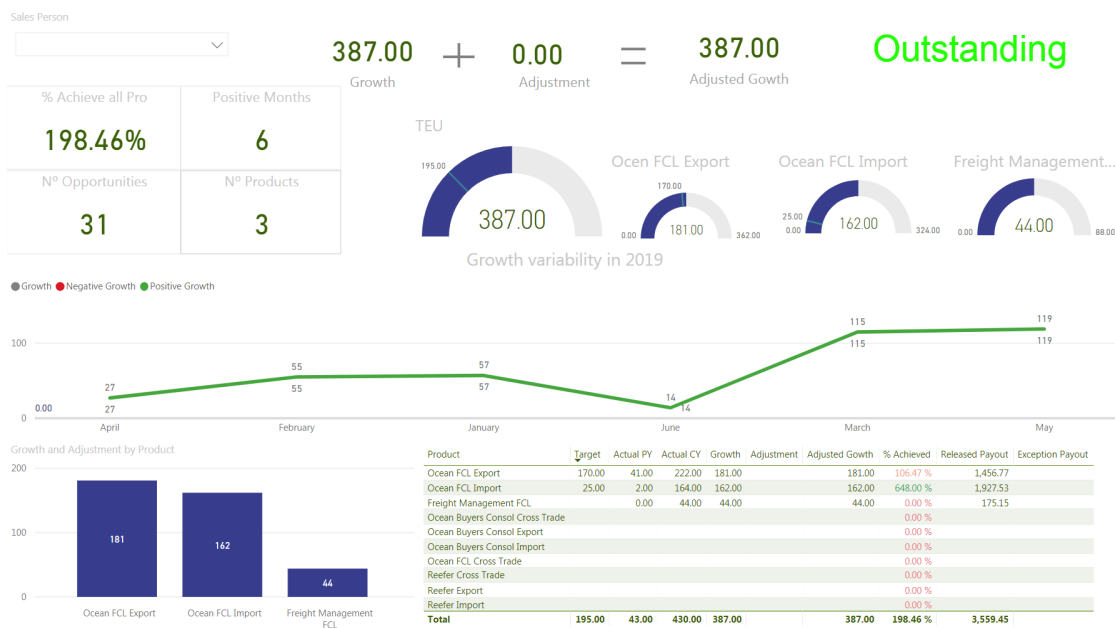 Sales Person
387.00 + 0.00 = 387.00
Growth Adjustment Adjusted Gowth
Outstanding
% Achieve all Pro Positive Months
198.46% 6
Nº Opportunities Nº Products
31 3
TEU
195.00
387.00
Ocen FCL Export
170.00
0.00 181.00 362.00
Ocean FCL Import
25.00
0.00 162.00 324.00
Freight Management...
0.00 44.00 88.00
Growth variability in 2019
Growth Negative Growth Positive Growth
100
0
0.00
27 55 57 14 115 119
27 55 57 14 115 119
April February January June March May
Growth and Adjustment by Product
200
100
0
181 162 44
Ocean FCL Export Ocean FCL Import Freight Management
FCL
Product Target Actual PY Actual CY Growth Adjustment Adjusted Gowth % Achieved Released Payout Exception Payout
Ocean FCL Export 170.00 41.00 222.00 181.00 181.00 106.47 % 1,456.77
Ocean FCL Import 25.00 2.00 164.00 162.00 162.00 648.00 % 1,927.53
Freight Management FCL 0.00 44.00 44.00 44.00 0.00 % 175.15
Ocean Buyers Consol Cross Trade 0.00 %
Ocean Buyers Consol Export 0.00 %
Ocean Buyers Consol Import 0.00 %
Ocean FCL Cross Trade 0.00 %
Reefer Cross Trade 0.00 %
Reefer Export 0.00 %
Reefer Import 0.00 %
Total 195.00 43.00 430.00 387.00 387.00 198.46 % 3,559.45